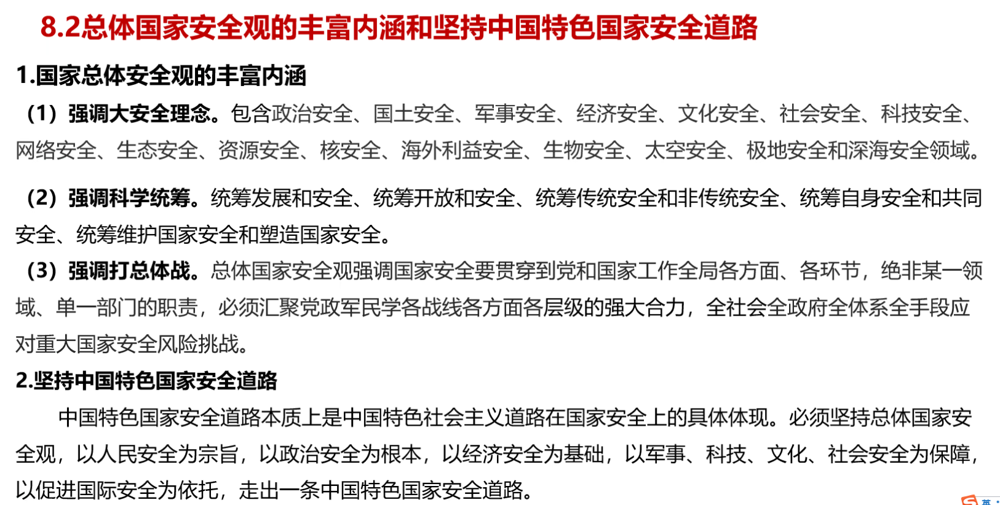 8.2总体国家安全观的丰富内涵和坚持中国特色国家安全道路
1.国家总体安全观的丰富内涵
（1）强调大安全理念。包含政治安全、国土安全、军事安全、经济安全、文化安全、社会安全、科技安全、
网络安全、生态安全、资源安全、核安全、海外利益安全、生物安全、太空安全、极地安全和深海安全领域。
（2）强调科学统筹。统筹发展和安全、统筹开放和安全、统筹传统安全和非传统安全、统筹自身安全和共同
安全、统筹维护国家安全和塑造国家安全。
（3）强调打总体战。总体国家安全观强调国家安全要贯穿到党和国家工作全局各方面、各环节，绝非某一领
域、单一部门的职责，必须汇聚党政军民学各战线各方面各层级的强大合力，全社会全政府全体系全手段应
对重大国家安全风险挑战。
2.坚持中国特色国家安全道路
中国特色国家安全道路本质上是中国特色社会主义道路在国家安全上的具体体现。必须坚持总体国家安
全观，以人民安全为宗旨，以政治安全为根本，以经济安全为基础，以军事、科技、文化、社会安全为保障，
以促进国际安全为依托，走出一条中国特色国家安全道路。
英